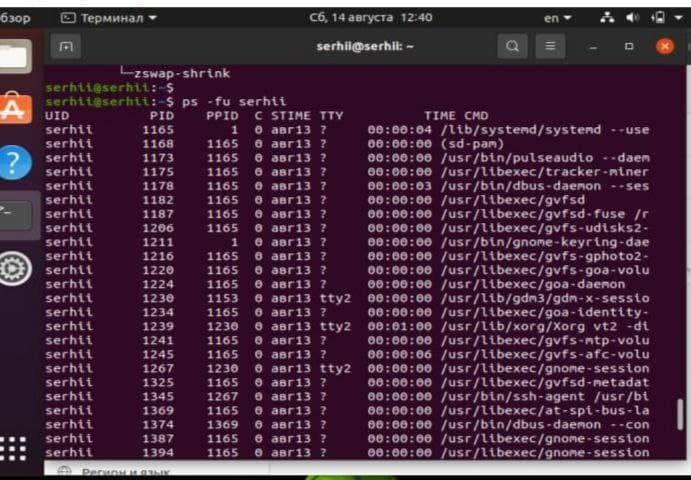 бзор Терминал Сб, 14 августа 12:40 en
serhii@serhii: ~
└─zswap-shrink
serhii@serhii:~$
serhii@serhii:~$ ps -fu serhii
UID PID PPID C STIME TTY TIME CMD
serhii 1165 1 0 авг13 ? 00:00:04 /lib/systemd/systemd --use
serhii 1168 1165 0 авг13 ? 00:00:00 (sd-pam)
serhii 1173 1165 0 авг13 ? 00:00:00 /usr/bin/pulseaudio --daem
serhii 1175 1165 0 авг13 ? 00:00:00 /usr/libexec/tracker-miner
serhii 1178 1165 0 авг13 ? 00:00:03 /usr/bin/dbus-daemon --ses
serhii 1182 1165 0 авг13 ? 00:00:00 /usr/libexec/gvfsd
serhii 1187 1165 0 авг13 ? 00:00:00 /usr/libexec/gvfsd-fuse /r
serhii 1206 1165 0 авг13 ? 00:00:00 /usr/libexec/gvfs-udisks2-
serhii 1211 1 0 авг13 ? 00:00:00 /usr/bin/gnome-keyring-dae
serhii 1216 1165 0 авг13 ? 00:00:00 /usr/libexec/gvfs-gphoto2-
serhii 1220 1165 0 авг13 ? 00:00:00 /usr/libexec/gvfs-goa-volu
serhii 1224 1165 0 авг13 ? 00:00:00 /usr/libexec/goa-daemon
serhii 1230 1153 0 авг13 tty2 00:00:00 /usr/lib/gdm3/gdm-x-sessio
serhii 1234 1165 0 авг13 ? 00:00:00 /usr/libexec/goa-identity-
serhii 1239 1230 0 авг13 tty2 00:01:00 /usr/lib/xorg/Xorg vt2 -di
serhii 1241 1165 0 авг13 ? 00:00:00 /usr/libexec/gvfs-mtp-volu
serhii 1245 1165 0 авг13 ? 00:00:06 /usr/libexec/gvfs-afc-volu
serhii 1267 1230 0 авг13 tty2 00:00:00 /usr/libexec/gnome-session
serhii 1325 1165 0 авг13 ? 00:00:00 /usr/libexec/gvfsd-metadat
serhii 1345 1267 0 авг13 ? 00:00:00 /usr/bin/ssh-agent /usr/bi
serhii 1369 1165 0 авг13 ? 00:00:00 /usr/libexec/at-spi-bus-la
serhii 1374 1369 0 авг13 ? 00:00:00 /usr/bin/dbus-daemon --con
serhii 1387 1165 0 авг13 ? 00:00:00 /usr/libexec/gnome-session
serhii 1394 1165 0 авг13 ? 00:00:00 /usr/libexec/gnome-session
Регион и язык